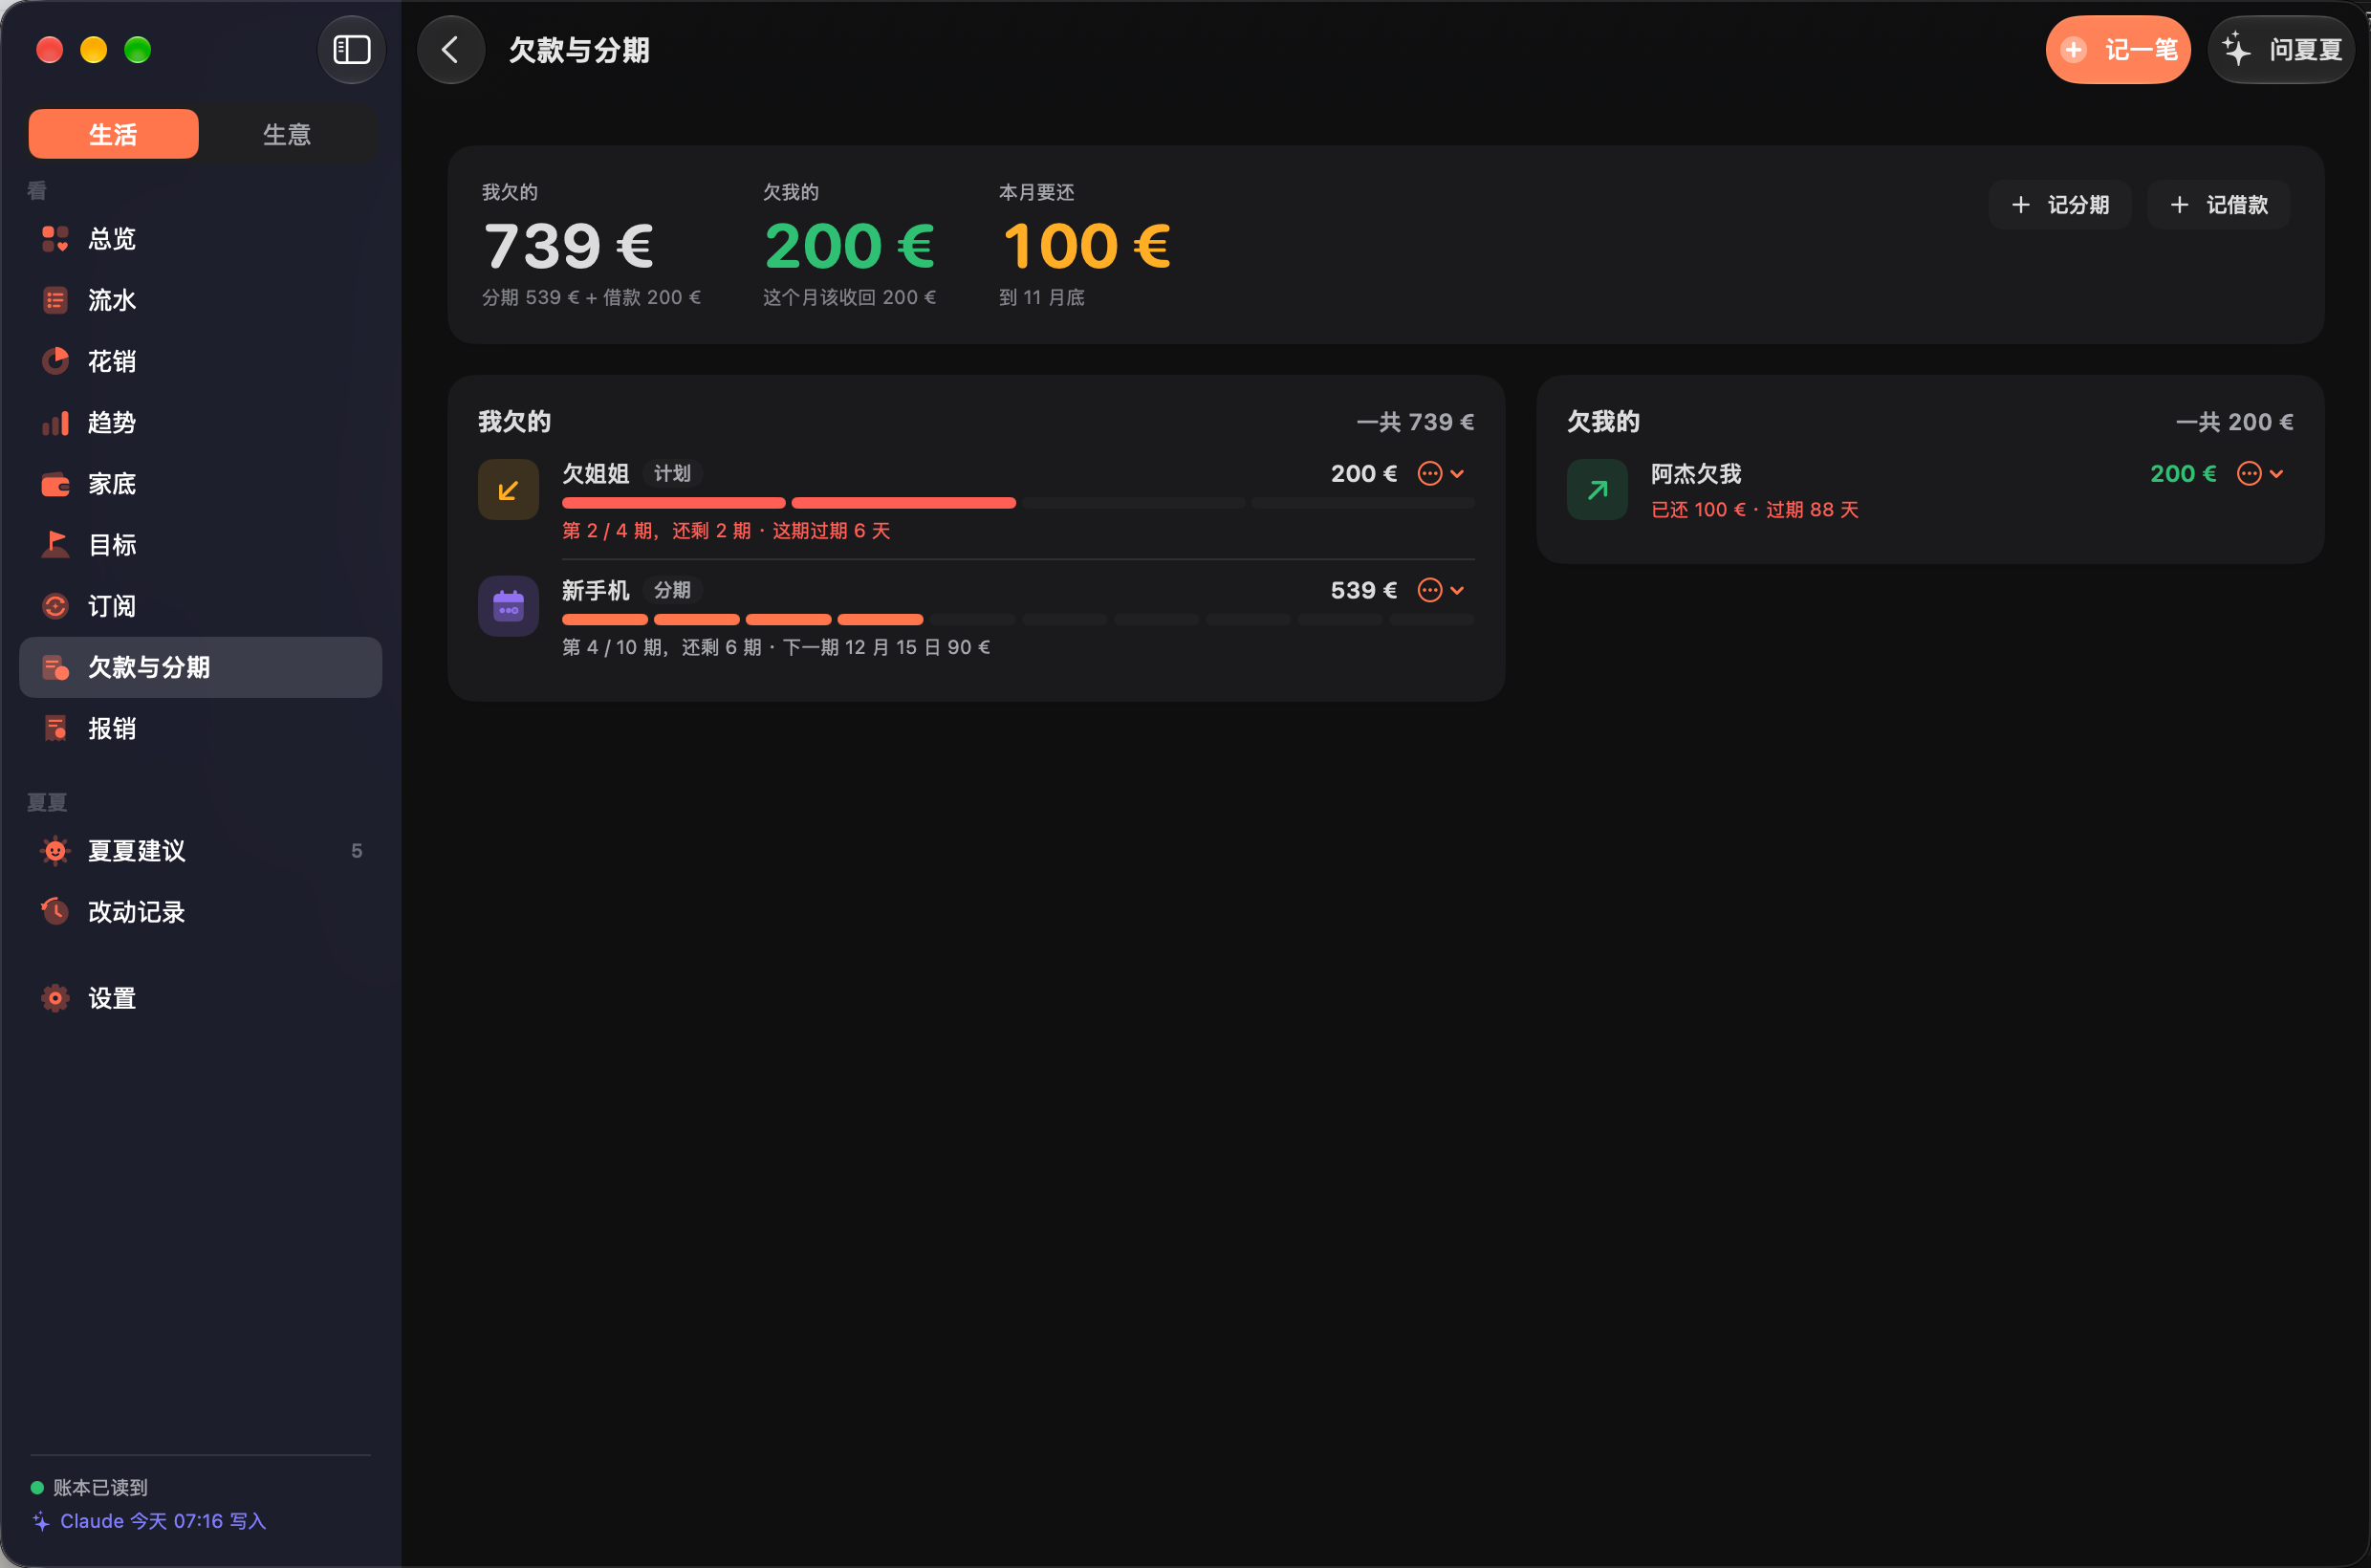 欠款与分期
记一笔
问夏夏
生活
生意
看
总览
流水
花销
趋势
家底
目标
订阅
欠款与分期
报销
夏夏
夏夏建议
5
改动记录
设置
账本已读到
Claude 今天 07:16 写入
我欠的
739 €
分期 539 € + 借款 200 €
欠我的
200 €
这个月该收回 200 €
本月要还
100 €
到 11 月底
记分期
记借款
我欠的
一共 739 €
欠姐姐
计划
200 €
第 2 / 4 期，还剩 2 期 · 这期过期 6 天
新手机
分期
539 €
第 4 / 10 期，还剩 6 期 · 下一期 12 月 15 日 90 €
欠我的
一共 200 €
阿杰欠我
200 €
已还 100 € · 过期 88 天